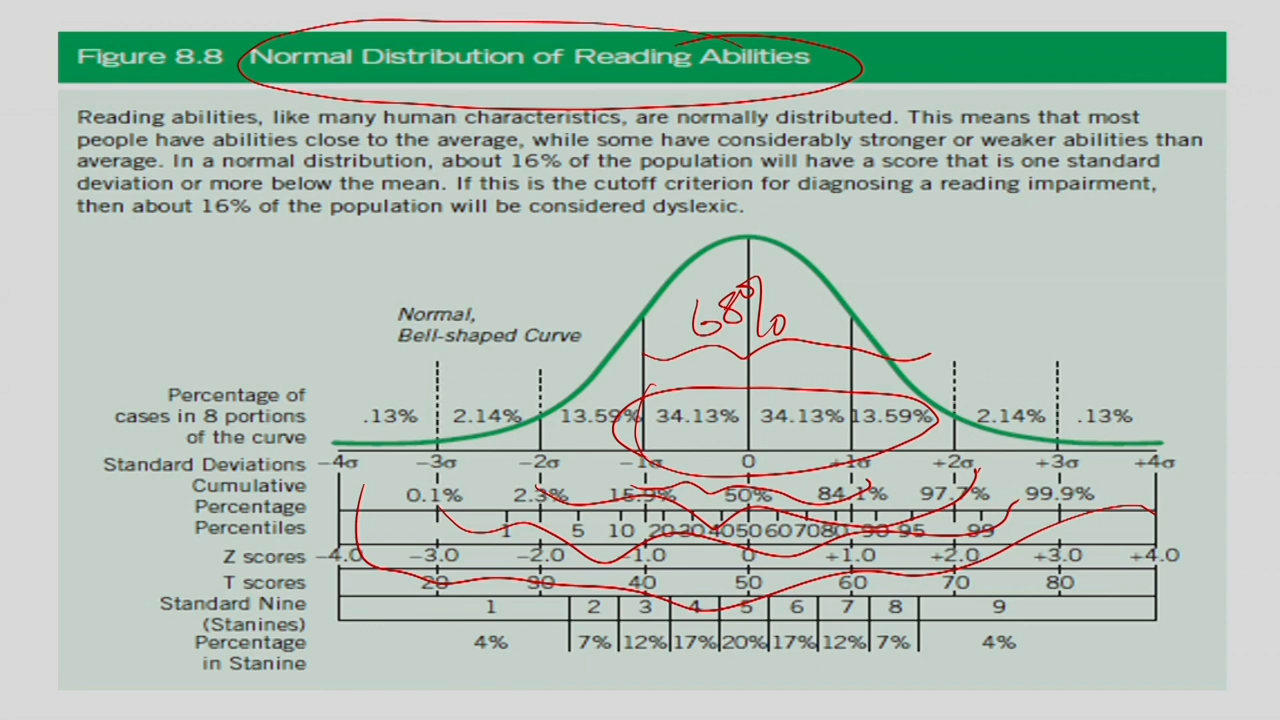 Figure 8.8 Normal Distribution of Reading Abilities
Reading abilities, like many human characteristics, are normally distributed. This means that most
people have abilities close to the average, while some have considerably stronger or weaker abilities than
average. In a normal distribution, about 16% of the population will have a score that is one standard
deviation or more below the mean. If this is the cutoff criterion for diagnosing a reading impairment,
then about 16% of the population will be considered dyslexic.
68%
Normal,
Bell-shaped Curve
Percentage of
cases in 8 portions
of the curve
.13% 2.14% 13.59% 34.13% 34.13% 13.59% 2.14% .13%
Standard Deviations −4σ −3σ −2σ −1σ 0 +1σ +2σ +3σ +4σ
Cumulative
Percentage
0.1% 2.3% 15.9% 50% 84.1% 97.7% 99.9%
Percentiles 1 5 10 20 30 40 50 60 70 80 90 95 99
Z scores −4.0 −3.0 −2.0 −1.0 0 +1.0 +2.0 +3.0 +4.0
T scores 20 30 40 50 60 70 80
Standard Nine
(Stanines)
1 2 3 4 5 6 7 8 9
Percentage
in Stanine
4% 7% 12% 17% 20% 17% 12% 7% 4%